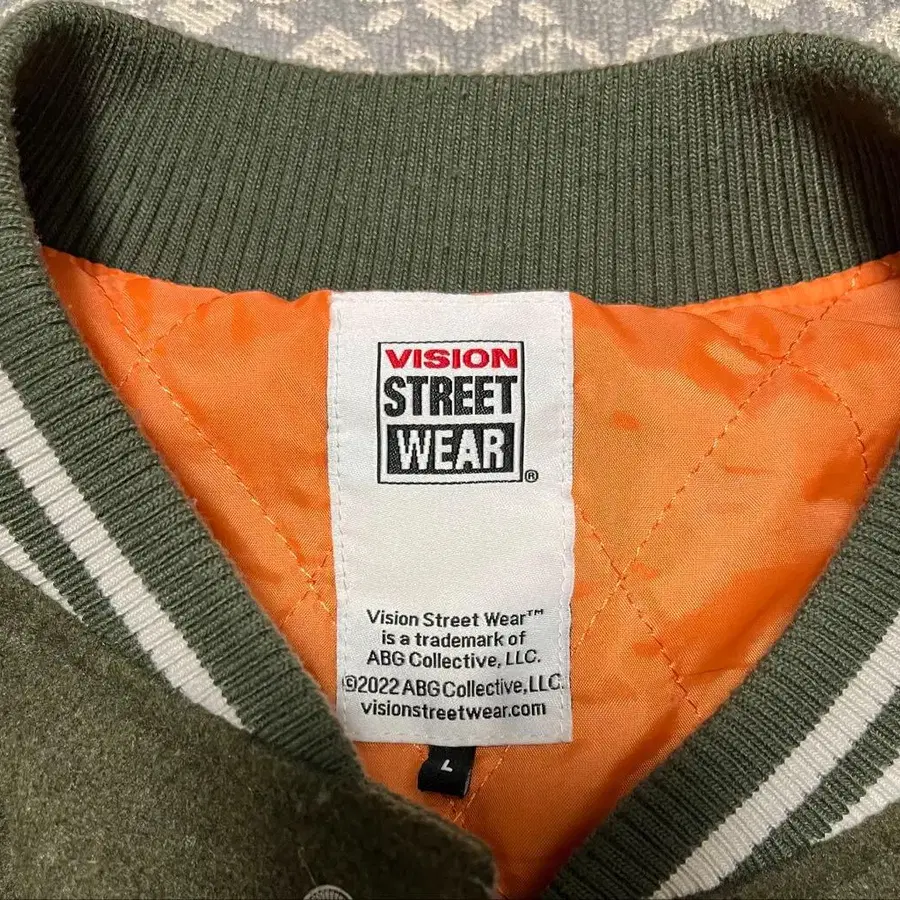 VISION
STREET
WEAR
®
Vision Street Wear™
is a trademark of
ABG Collective, LLC.
©2022 ABG Collective, LLC.
visionstreetwear.com
L